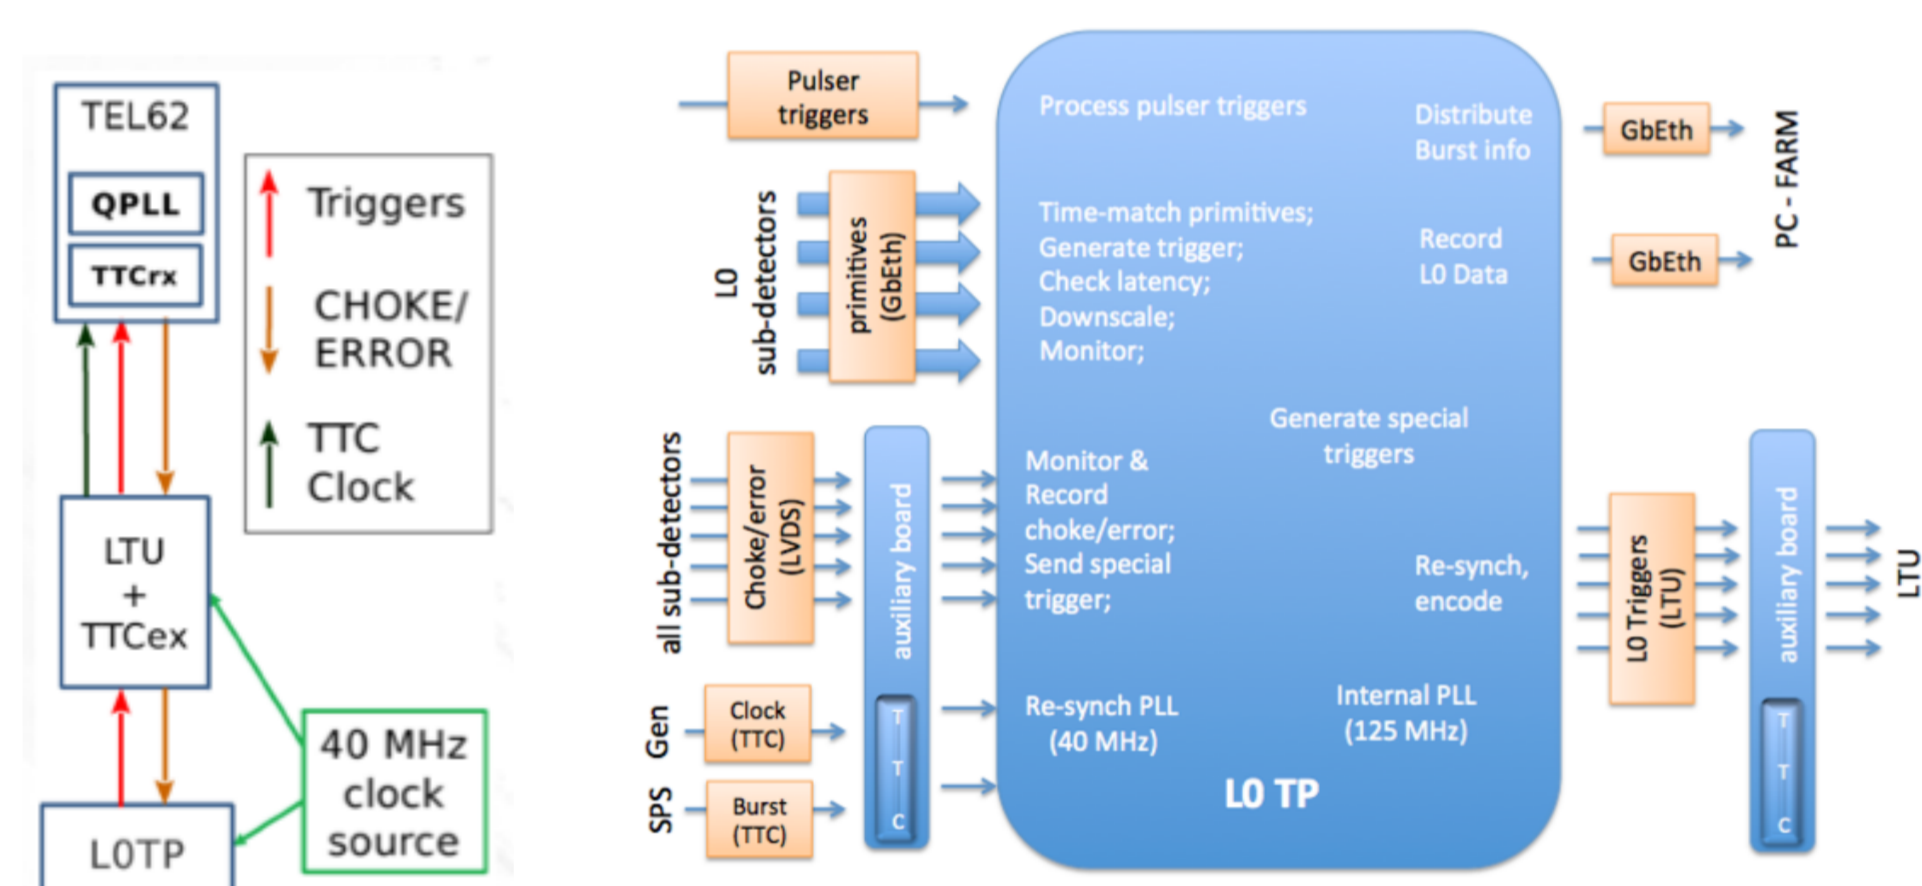 TEL62
QPLL
TTCrx
Triggers
CHOKE/
ERROR
TTC
Clock
LTU
+
TTCex
40 MHz
clock
source
L0TP
Pulser
triggers
L0
sub-detectors
primitives
(GbEth)
all sub-detectors
Choke/error
(LVDS)
auxiliary board
Gen
Clock
(TTC)
SPS
Burst
(TTC)
T
T
C
Process pulser triggers
Distribute
Burst info
Time-match primitives;
Generate trigger;
Check latency;
Downscale;
Monitor;
Record
L0 Data
Generate special
triggers
Monitor &
Record
choke/error;
Send special
trigger;
Re-synch,
encode
Re-synch PLL
(40 MHz)
Internal PLL
(125 MHz)
L0 TP
GbEth
GbEth
PC - FARM
L0 Triggers
(LTU)
auxiliary board
T
T
C
LTU